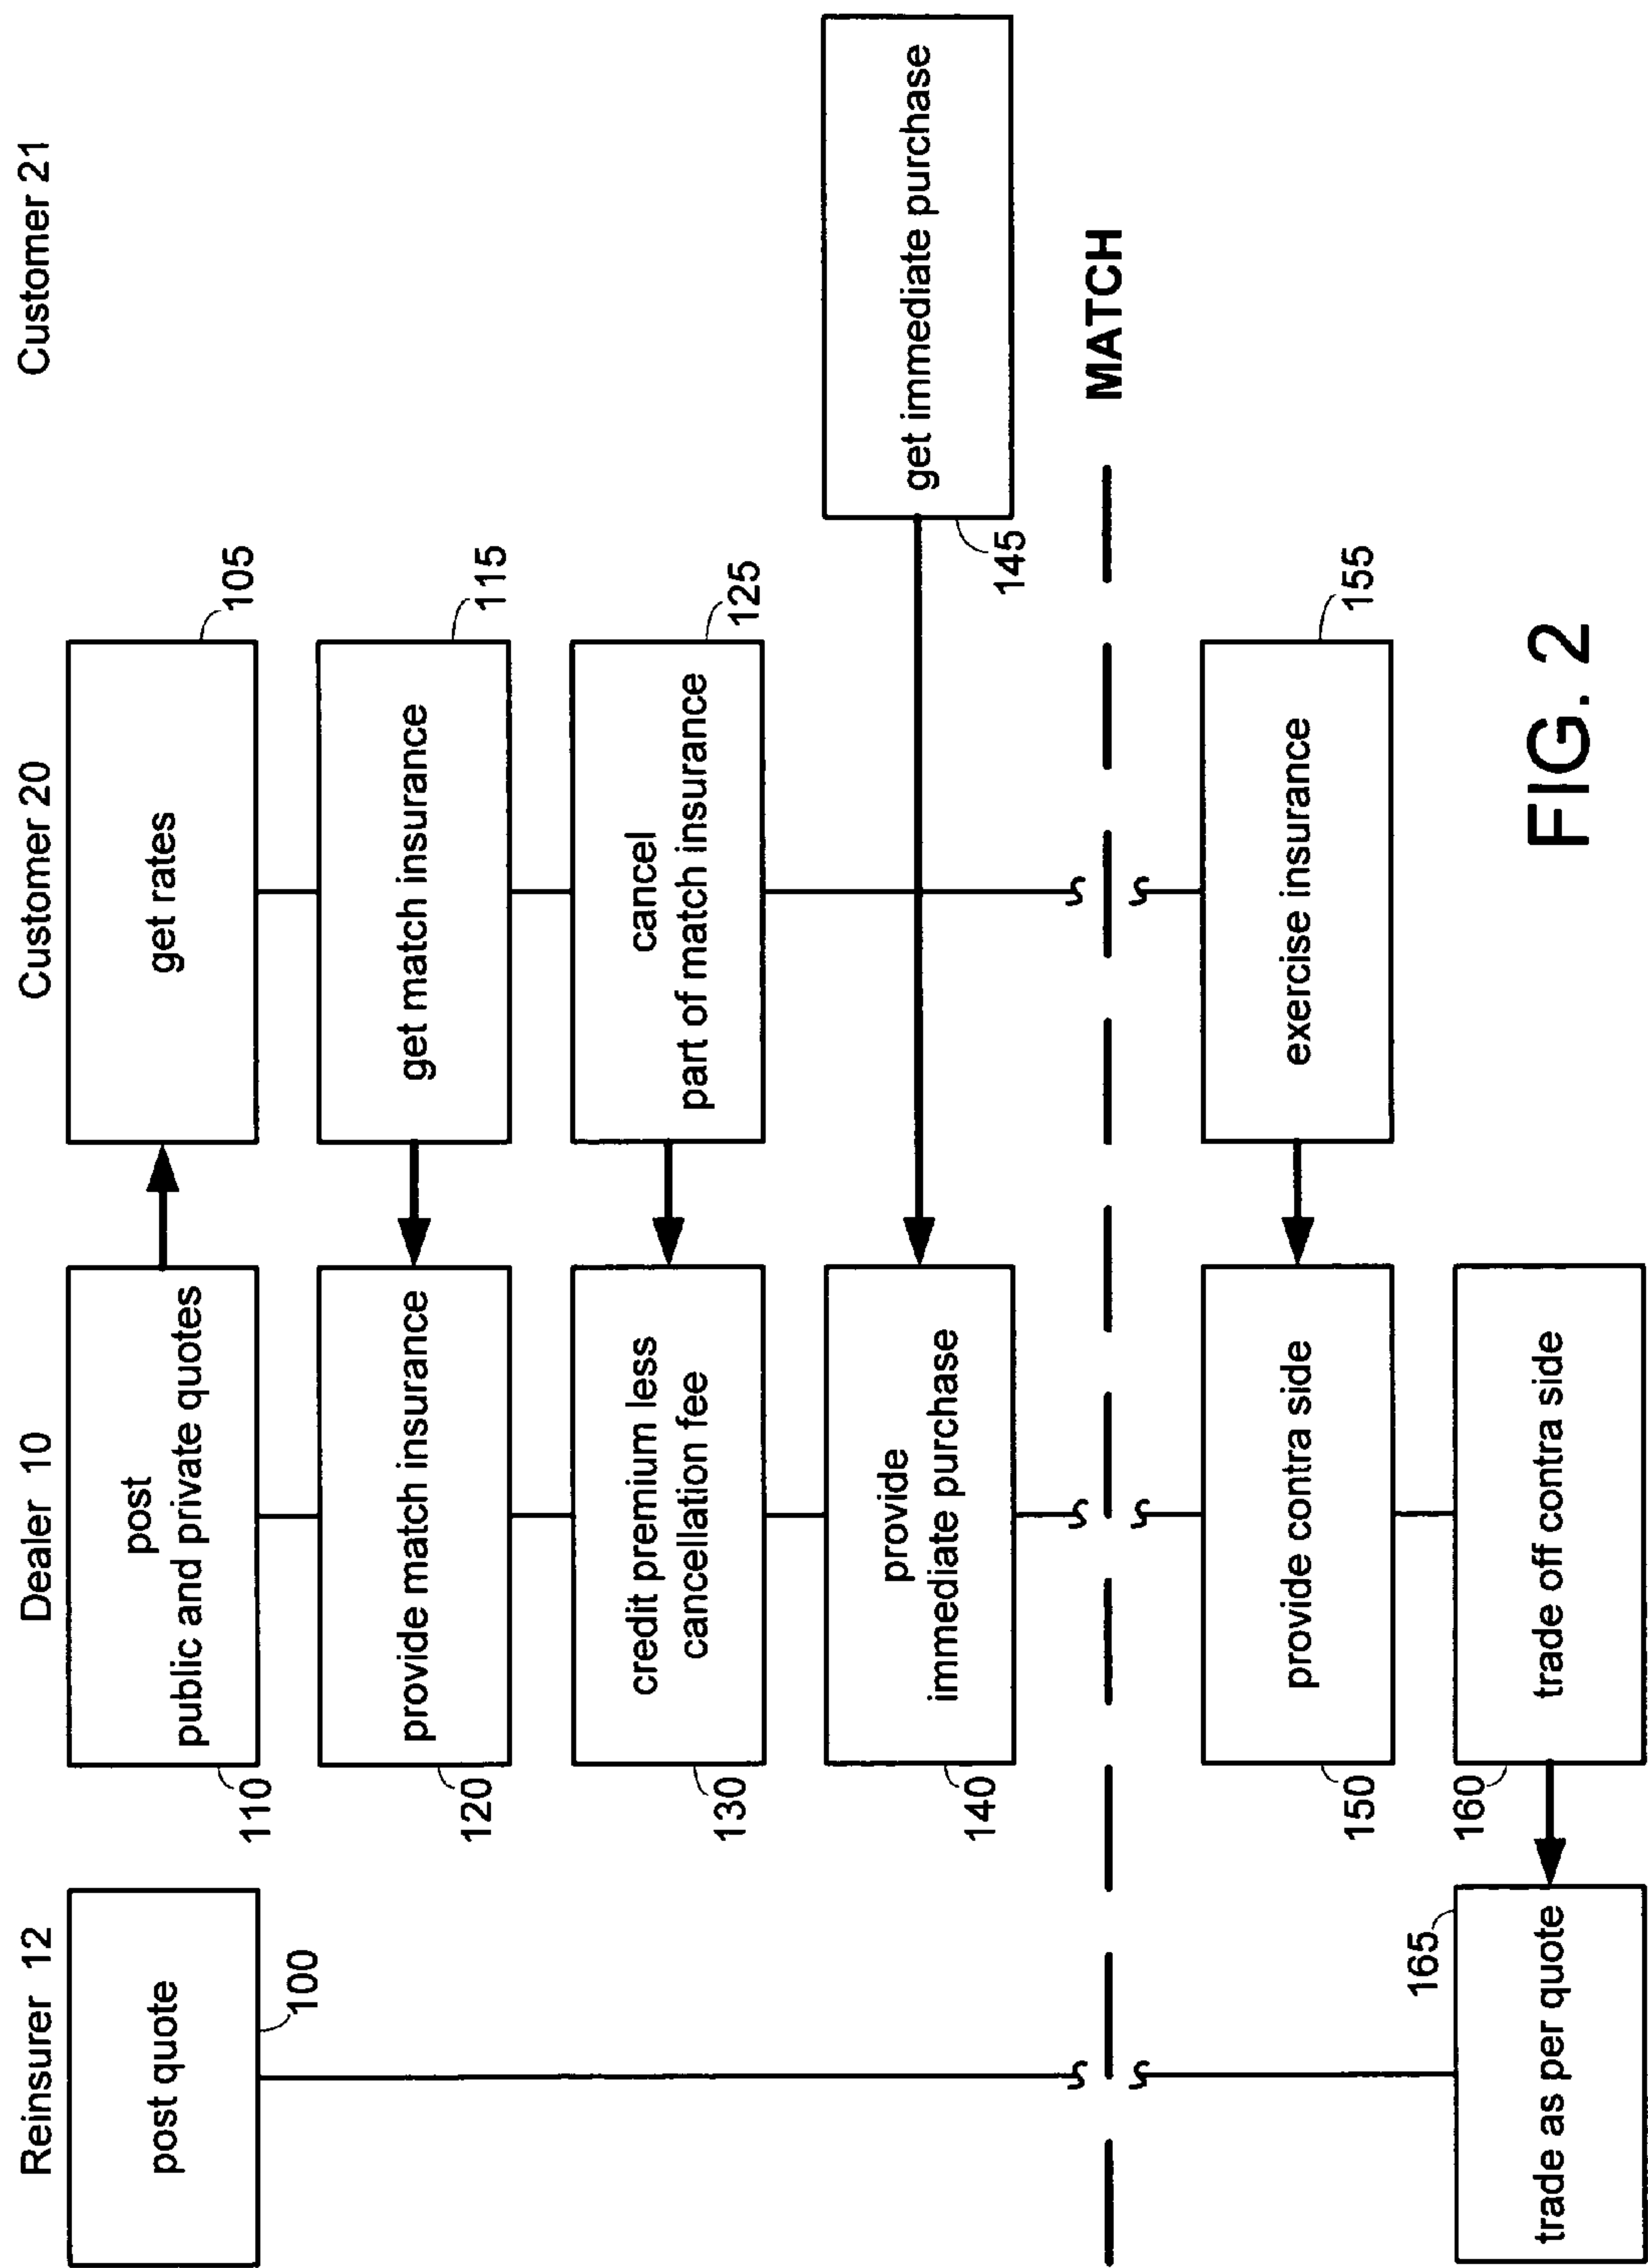 Reinsurer 12
Dealer 10
Customer 20
Customer 21
post quote
100
post
public and private quotes
110
get rates
105
provide match insurance
120
get match insurance
115
credit premium less
cancellation fee
130
cancel
part of match insurance
125
provide
immediate purchase
140
get immediate purchase
145
MATCH
provide contra side
150
exercise insurance
155
trade as per quote
165
trade off contra side
160
FIG. 2